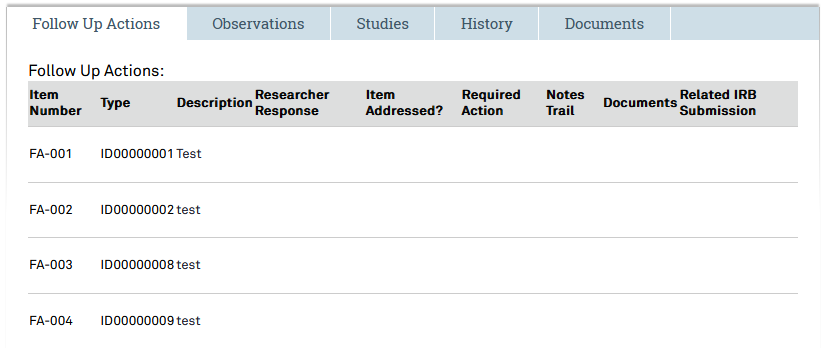 Follow Up Actions Observations Studies History Documents
Follow Up Actions:
Item Number Type Description Researcher Response Item Addressed? Required Action Notes Trail Documents Related IRB Submission
FA-001 ID00000001 Test
FA-002 ID00000002 test
FA-003 ID00000008 test
FA-004 ID00000009 test